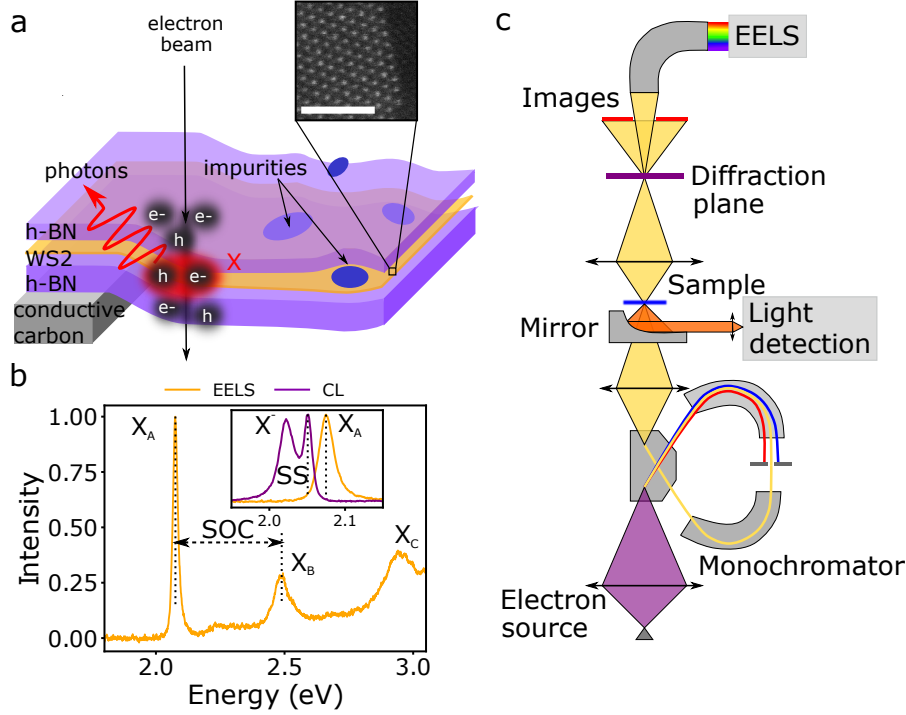 a
electron
beam
photons
impurities
e-
e-
h
h-BN
WS2
h-BN
h
e-
X
e-
h
conductive
carbon
b
EELS
CL
Intensity
1.00
0.75
0.50
0.25
0.00
X_A
SOC
X_B
X_C
X^-
X_A
SS
2.0
2.1
2.0
2.5
3.0
Energy (eV)
c
EELS
Images
Diffraction
plane
Sample
Mirror
Light
detection
Monochromator
Electron
source